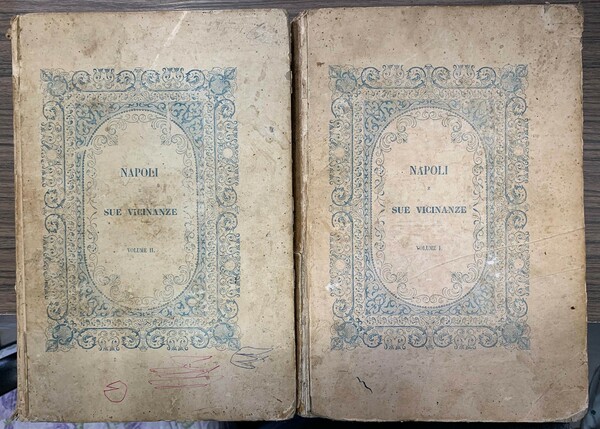 NAPOLI
SUE VICINANZE
VOLUME II.
NAPOLI
E
SUE VICINANZE
VOLUME I.